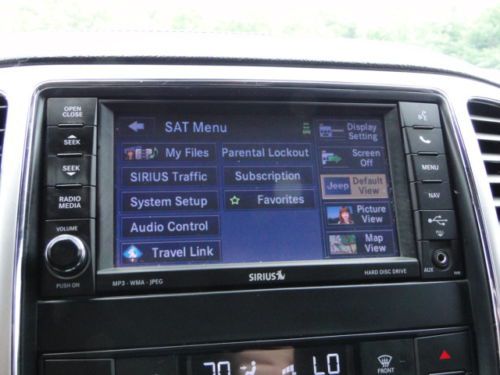 OPEN
CLOSE
SEEK
SEEK
RADIO
MEDIA
VOLUME
PUSH ON
SAT Menu
My Files
SIRIUS Traffic
System Setup
Audio Control
Travel Link
Parental Lockout
Subscription
Favorites
Display
Setting
Screen
Off
Jeep
Default
View
Picture
View
Map
View
MENU
NAV
AUX
MP3 - WMA - JPEG
SIRIUS
HARD DISC DRIVE
70
LO
FRONT